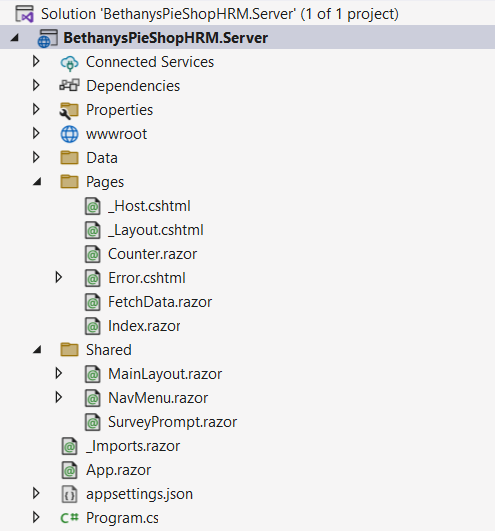 Solution 'BethanysPieShopHRM.Server' (1 of 1 project)
BethanysPieShopHRM.Server
Connected Services
Dependencies
Properties
wwwroot
Data
Pages
_Host.cshtml
_Layout.cshtml
Counter.razor
Error.cshtml
FetchData.razor
Index.razor
Shared
MainLayout.razor
NavMenu.razor
SurveyPrompt.razor
_Imports.razor
App.razor
appsettings.json
C# Program.cs